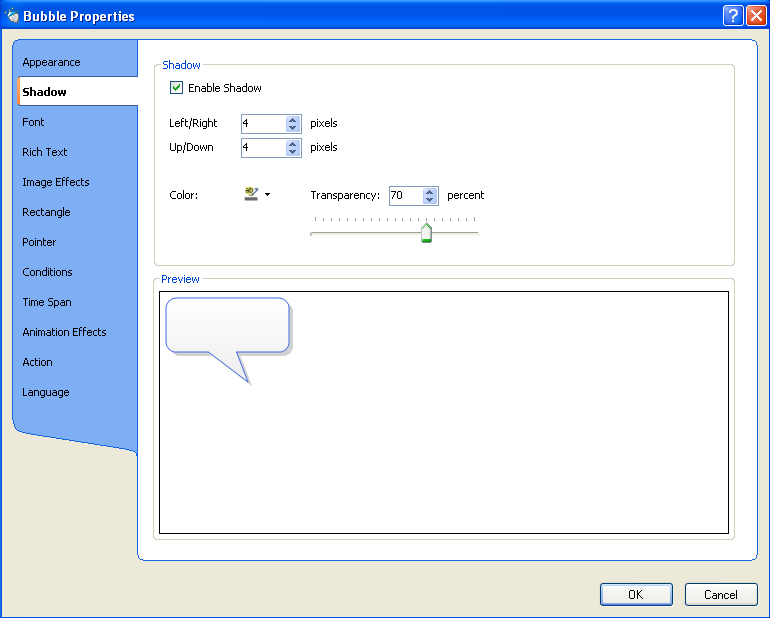 Bubble Properties
Appearance
Shadow
Font
Rich Text
Image Effects
Rectangle
Pointer
Conditions
Time Span
Animation Effects
Action
Language
Shadow
Enable Shadow
Left/Right 4 pixels
Up/Down 4 pixels
Color: Transparency: 70 percent
Preview
OK Cancel